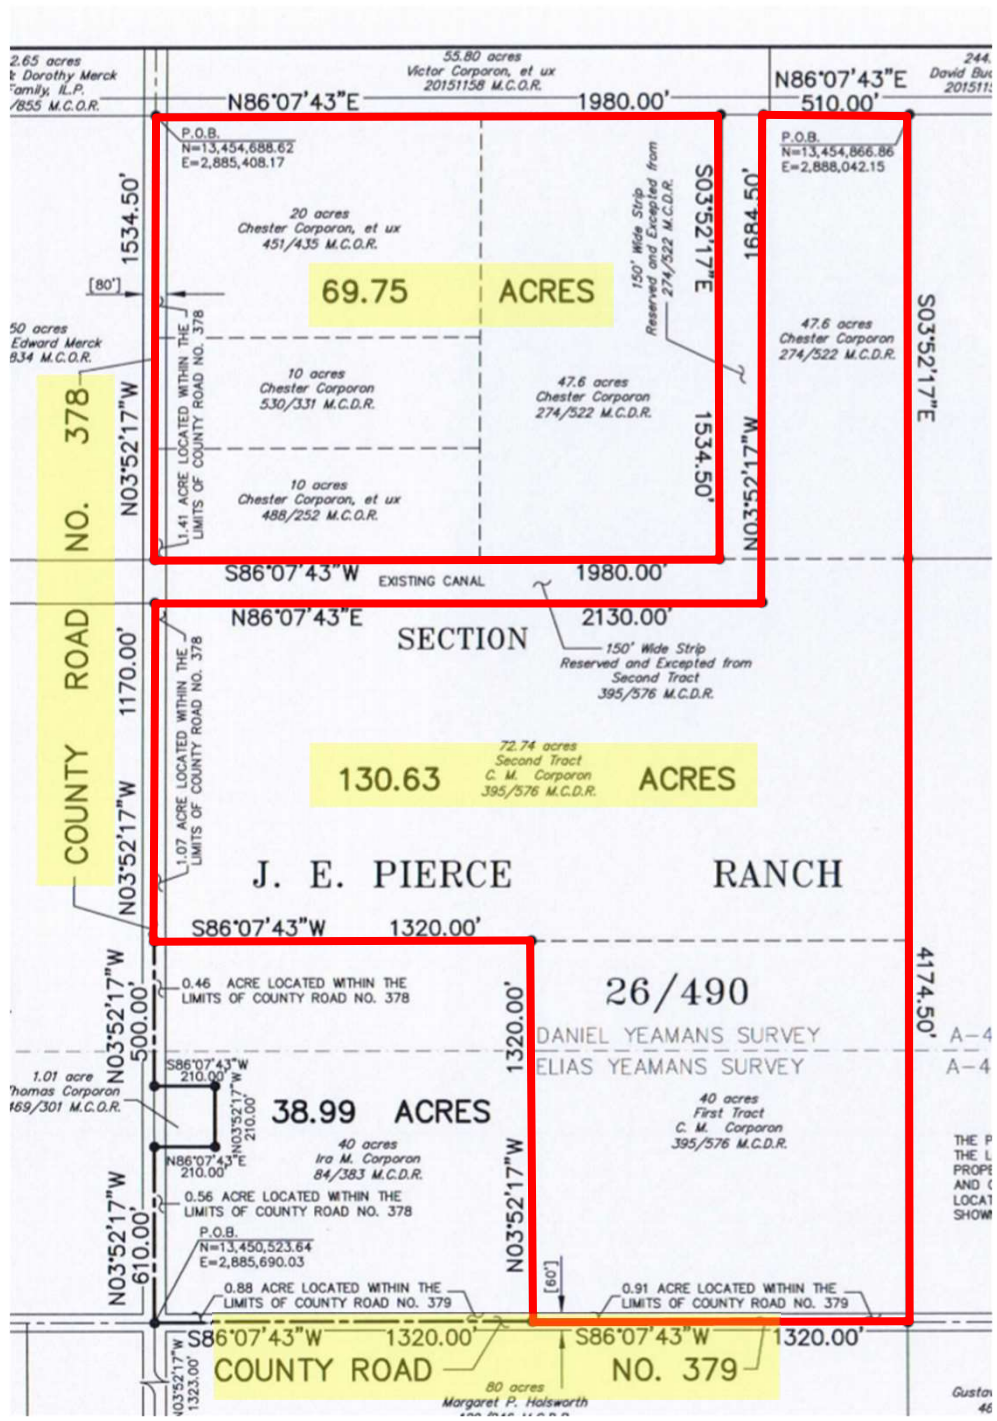 2.65 acres
& Dorothy Merck
Family, L.P.
/855 M.C.O.R.
55.80 acres
Victor Corporon, et ux
20151158 M.C.O.R.
244.
David Bu
201511
N86°07'43"E
510.00'
N86°07'43"E 1980.00'
P.O.B.
N=13,454,688.62
E=2,885,408.17
P.O.B.
N=13,454,866.86
E=2,888,042.15
1534.50'
N03°52'17"W
[80']
20 acres
Chester Corporon, et ux
451/435 M.C.O.R.
69.75 ACRES
S03°52'17"E
1534.50'
150' Wide Strip
Reserved and Excepted from
274/522 M.C.D.R.
1684.50'
N03°52'17"W
47.6 acres
Chester Corporon
274/522 M.C.D.R.
S03°52'17"E
4174.50'
50 acres
Edward Merck
834 M.C.O.R.
1.41 ACRE LOCATED WITHIN THE
LIMITS OF COUNTY ROAD NO. 378
10 acres
Chester Corporon
530/331 M.C.D.R.
47.6 acres
Chester Corporon
274/522 M.C.D.R.
10 acres
Chester Corporon, et ux
488/252 M.C.O.R.
COUNTY ROAD NO. 378
S86°07'43"W EXISTING CANAL 1980.00'
N86°07'43"E 2130.00'
SECTION
150' Wide Strip
Reserved and Excepted from
Second Tract
395/576 M.C.D.R.
1170.00'
N03°52'17"W
1.07 ACRE LOCATED WITHIN THE
LIMITS OF COUNTY ROAD NO. 378
72.74 acres
Second Tract
C. M. Corporon
395/576 M.C.D.R.
130.63 ACRES
J. E. PIERCE RANCH
S86°07'43"W 1320.00'
N03°52'17"W
500.00'
0.46 ACRE LOCATED WITHIN THE
LIMITS OF COUNTY ROAD NO. 378
1320.00'
N03°52'17"W
26/490
DANIEL YEAMANS SURVEY A-4
ELIAS YEAMANS SURVEY A-4
1.01 acre
Thomas Corporon
469/301 M.C.O.R.
S86°07'43"W
210.00'
N03°52'17"W
210.00'
N86°07'43"E
210.00'
38.99 ACRES
40 acres
Ira M. Corporon
84/383 M.C.D.R.
40 acres
First Tract
C. M. Corporon
395/576 M.C.D.R.
THE P
THE L
PROPE
AND
LOCAT
SHOWN
N03°52'17"W
610.00'
0.56 ACRE LOCATED WITHIN THE
LIMITS OF COUNTY ROAD NO. 378
P.O.B.
N=13,450,523.64
E=2,885,690.03
0.88 ACRE LOCATED WITHIN THE
LIMITS OF COUNTY ROAD NO. 379
[60']
0.91 ACRE LOCATED WITHIN THE
LIMITS OF COUNTY ROAD NO. 379
S86°07'43"W 1320.00' S86°07'43"W 1320.00'
COUNTY ROAD NO. 379
N03°52'17"W
1323.00'
80 acres
Margaret P. Holsworth
Gustav